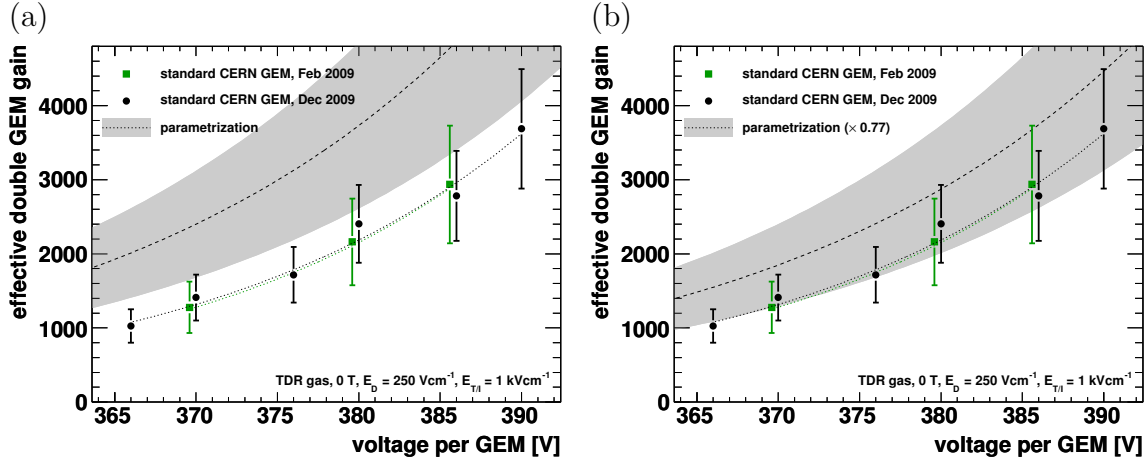 (a)
effective double GEM gain
4000
3000
2000
1000
0
standard CERN GEM, Feb 2009
standard CERN GEM, Dec 2009
parametrization
TDR gas, 0 T, E_D = 250 Vcm⁻¹, E_T/I = 1 kVcm⁻¹
365 370 375 380 385 390
voltage per GEM [V]
(b)
effective double GEM gain
4000
3000
2000
1000
0
standard CERN GEM, Feb 2009
standard CERN GEM, Dec 2009
parametrization (× 0.77)
TDR gas, 0 T, E_D = 250 Vcm⁻¹, E_T/I = 1 kVcm⁻¹
365 370 375 380 385 390
voltage per GEM [V]